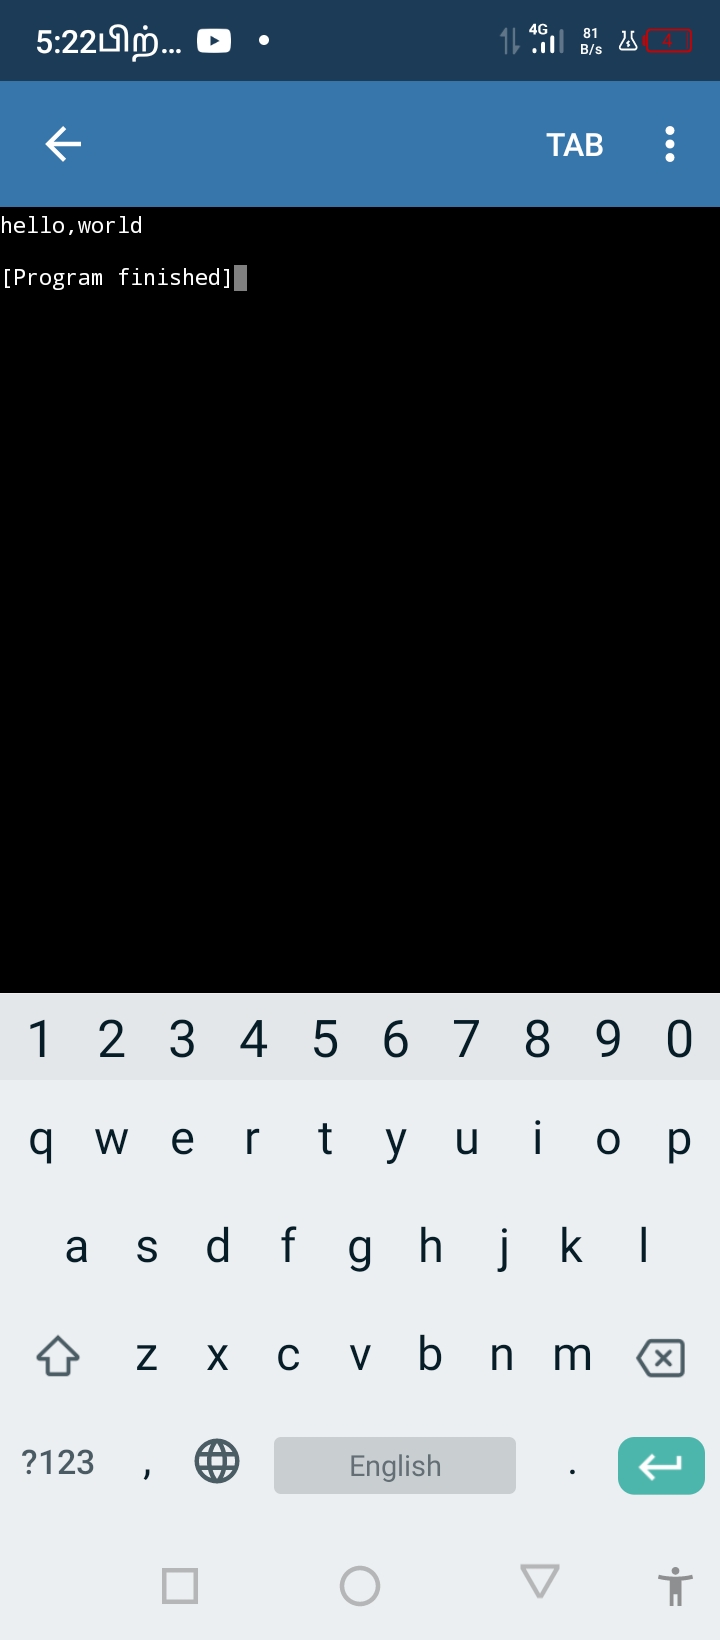 5:22பிற்... 4G 81 B/s 4
TAB
hello,world
[Program finished]
1 2 3 4 5 6 7 8 9 0
q w e r t y u i o p
a s d f g h j k l
z x c v b n m
?123 , English .